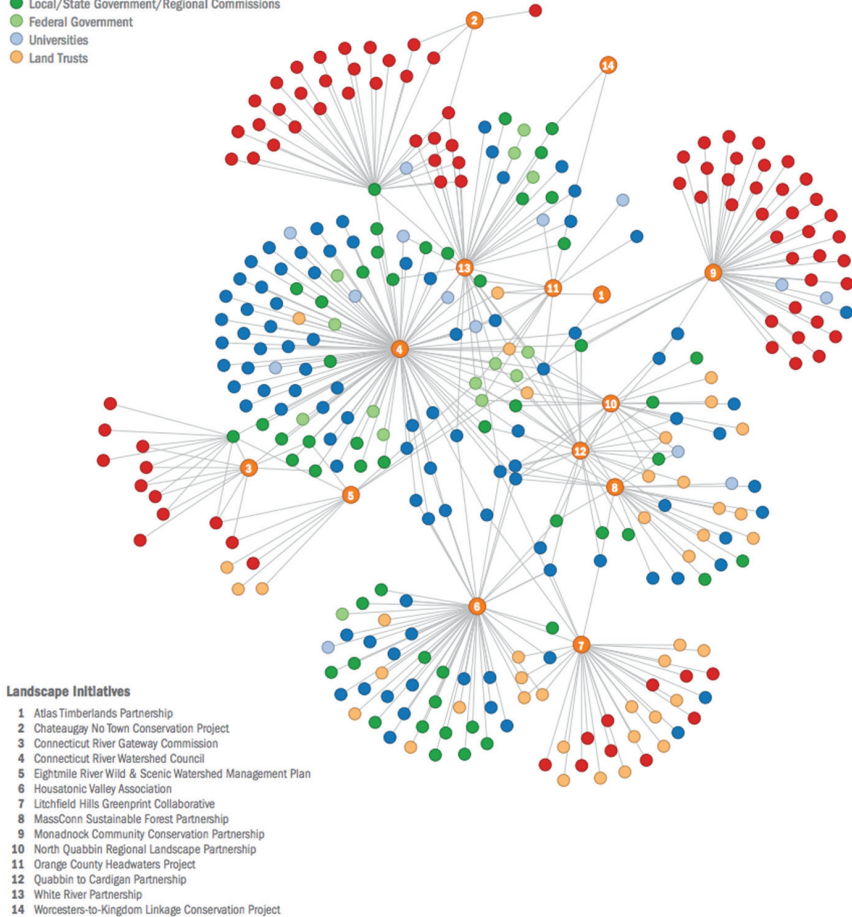 Local/State Government/Regional Commissions
Federal Government
Universities
Land Trusts
2
14
13
9
11
1
4
10
12
3
8
5
6
7
Landscape Initiatives
1 Atlas Timberlands Partnership
2 Chateaugay No Town Conservation Project
3 Connecticut River Gateway Commission
4 Connecticut River Watershed Council
5 Eightmile River Wild & Scenic Watershed Management Plan
6 Housatonic Valley Association
7 Litchfield Hills Greenprint Collaborative
8 MassConn Sustainable Forest Partnership
9 Monadnock Community Conservation Partnership
10 North Quabbin Regional Landscape Partnership
11 Orange County Headwaters Project
12 Quabbin to Cardigan Partnership
13 White River Partnership
14 Worcesters-to-Kingdom Linkage Conservation Project